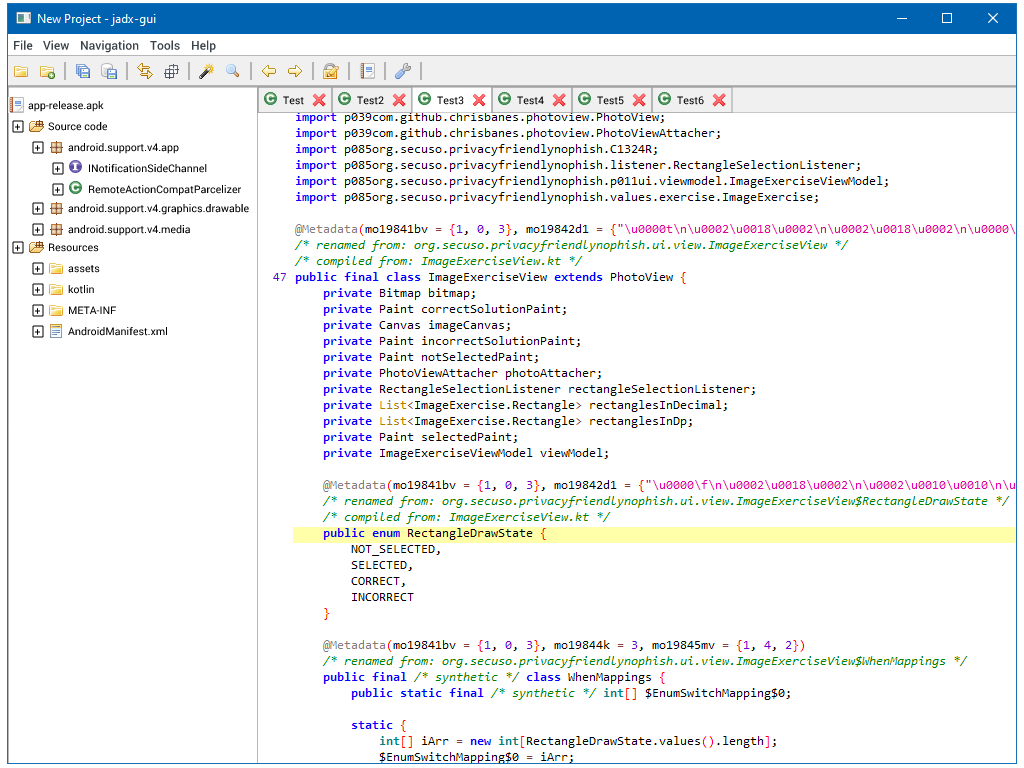 New Project - jadx-gui
File View Navigation Tools Help
app-release.apk
Source code
android.support.v4.app
INotificationSideChannel
RemoteActionCompatParcelizer
android.support.v4.graphics.drawable
android.support.v4.media
Resources
assets
kotlin
META-INF
AndroidManifest.xml
Test Test2 Test3 Test4 Test5 Test6
import p039com.github.chrisbanes.photoview.PhotoView;
import p039com.github.chrisbanes.photoview.PhotoViewAttacher;
import p085org.secuso.privacyfriendlynophish.C1324R;
import p085org.secuso.privacyfriendlynophish.listener.RectangleSelectionListener;
import p085org.secuso.privacyfriendlynophish.p011ui.viewmodel.ImageExerciseViewModel;
import p085org.secuso.privacyfriendlynophish.values.exercise.ImageExercise;
@Metadata(mo19841bv = {1, 0, 3}, mo19842d1 = {"\u0000t\n\u0002\u0018\u0002\n\u0002\u0018\u0002\n\u0000\
/* renamed from: org.secuso.privacyfriendlynophish.ui.view.ImageExerciseView */
/* compiled from: ImageExerciseView.kt */
47 public final class ImageExerciseView extends PhotoView {
private Bitmap bitmap;
private Paint correctSolutionPaint;
private Canvas imageCanvas;
private Paint incorrectSolutionPaint;
private Paint notSelectedPaint;
private PhotoViewAttacher photoAttacher;
private RectangleSelectionListener rectangleSelectionListener;
private List<ImageExercise.Rectangle> rectanglesInDecimal;
private List<ImageExercise.Rectangle> rectanglesInDp;
private Paint selectedPaint;
private ImageExerciseViewModel viewModel;
@Metadata(mo19841bv = {1, 0, 3}, mo19842d1 = {"\u0000\f\n\u0002\u0018\u0002\n\u0002\u0010\u0010\n\u
/* renamed from: org.secuso.privacyfriendlynophish.ui.view.ImageExerciseView$RectangleDrawState */
/* compiled from: ImageExerciseView.kt */
public enum RectangleDrawState {
NOT_SELECTED,
SELECTED,
CORRECT,
INCORRECT
}
@Metadata(mo19841bv = {1, 0, 3}, mo19844k = 3, mo19845mv = {1, 4, 2})
/* renamed from: org.secuso.privacyfriendlynophish.ui.view.ImageExerciseView$WhenMappings */
public final /* synthetic */ class WhenMappings {
public static final /* synthetic */ int[] $EnumSwitchMapping$0;
static {
int[] iArr = new int[RectangleDrawState.values().length];
$EnumSwitchMapping$0 = iArr;